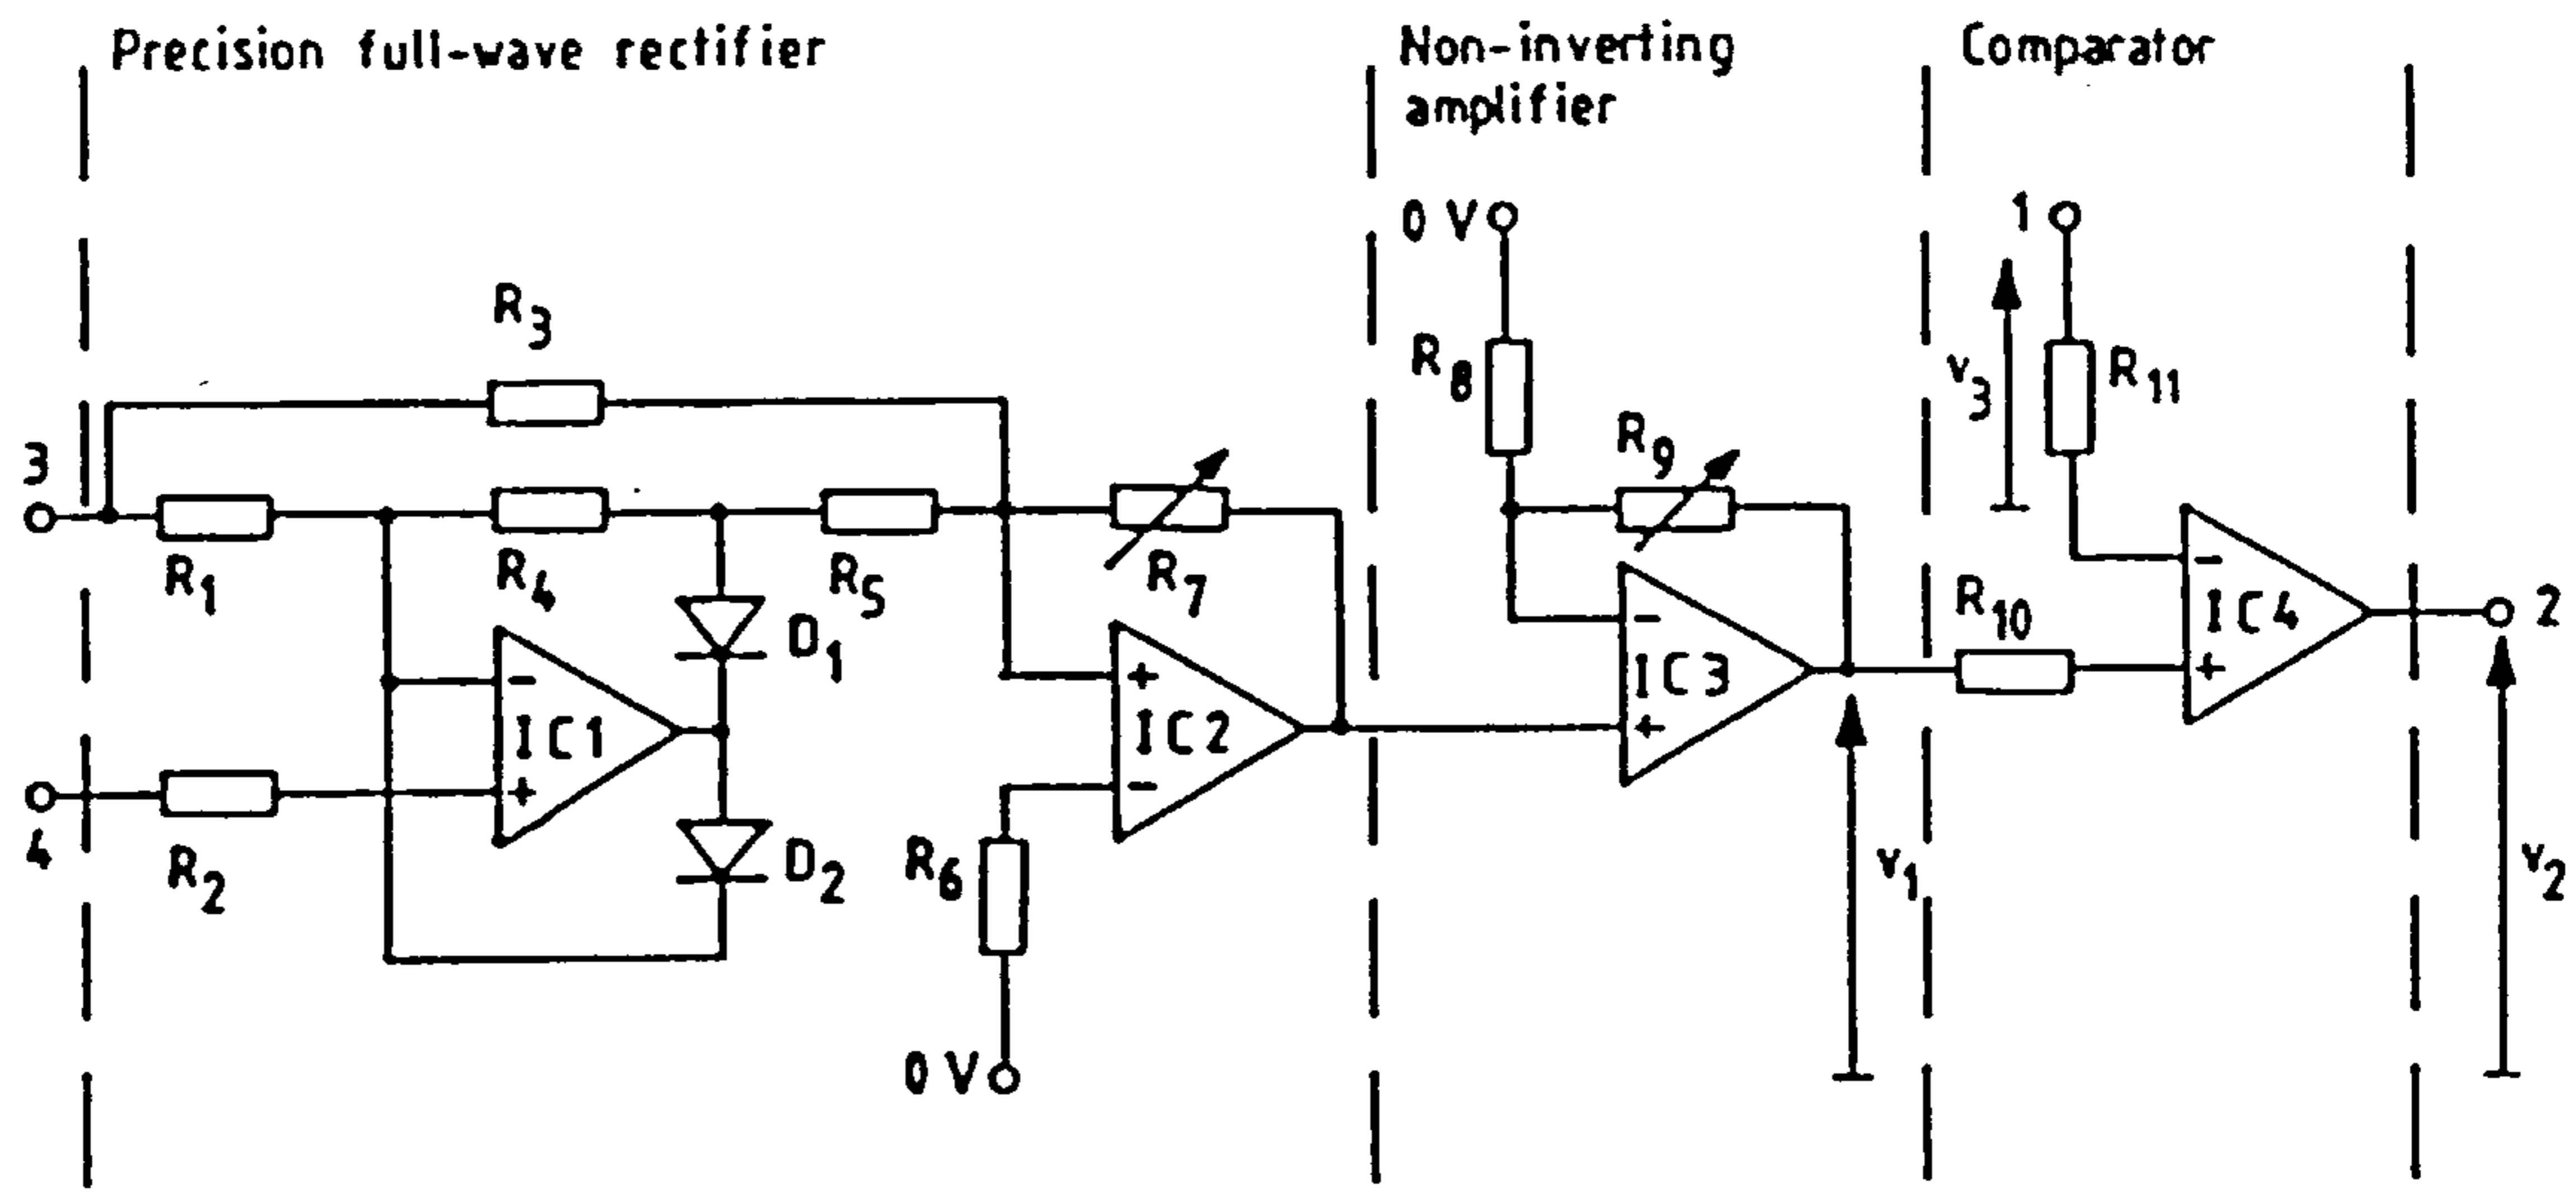 Precision full-wave rectifier
Non-inverting
amplifier
Comparator
0 V
1
R3
R8
v3
R11
R9
3
R1
R4
R5
R7
D1
R10
2
- IC1 +
+ IC2 -
- IC3 +
- IC4 +
4
R2
D2
R6
v1
v2
0 V